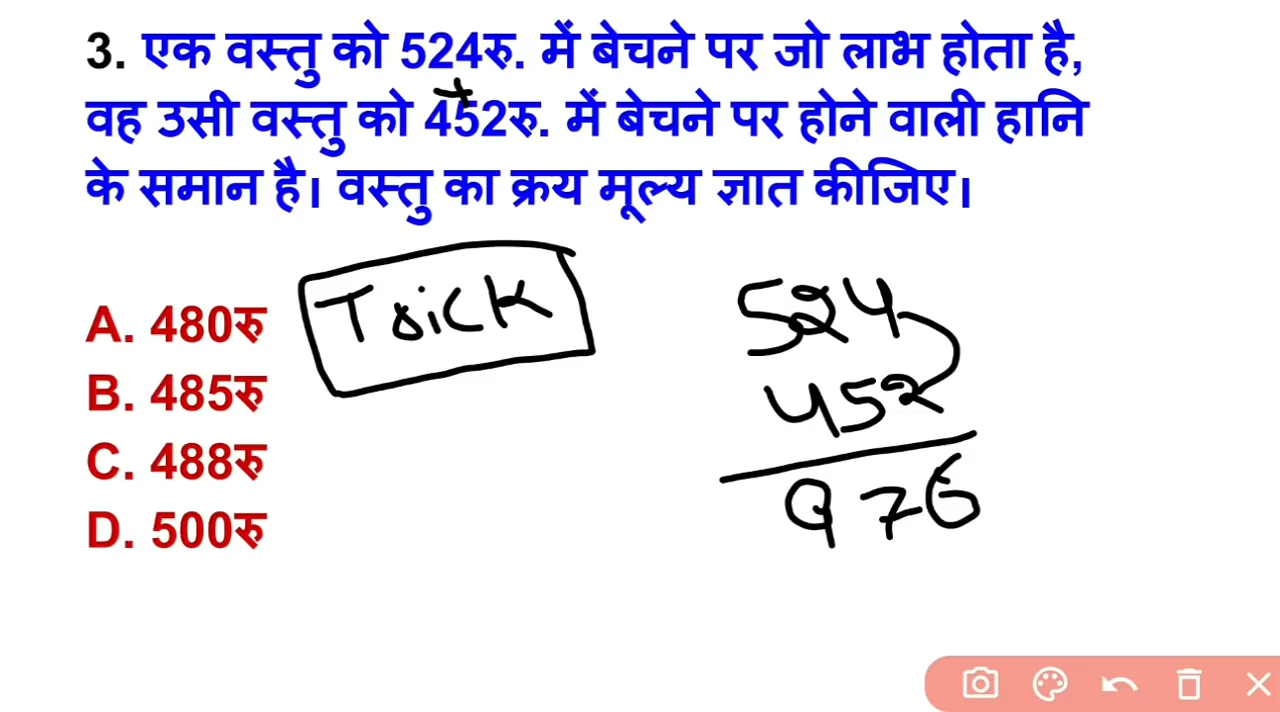 3. एक वस्तु को 524रु. में बेचने पर जो लाभ होता है,
वह उसी वस्तु को 452रु. में बेचने पर होने वाली हानि
के समान है। वस्तु का क्रय मूल्य ज्ञात कीजिए।
+
A. 480रु
B. 485रु
C. 488रु
D. 500रु
Trick
524
452
976